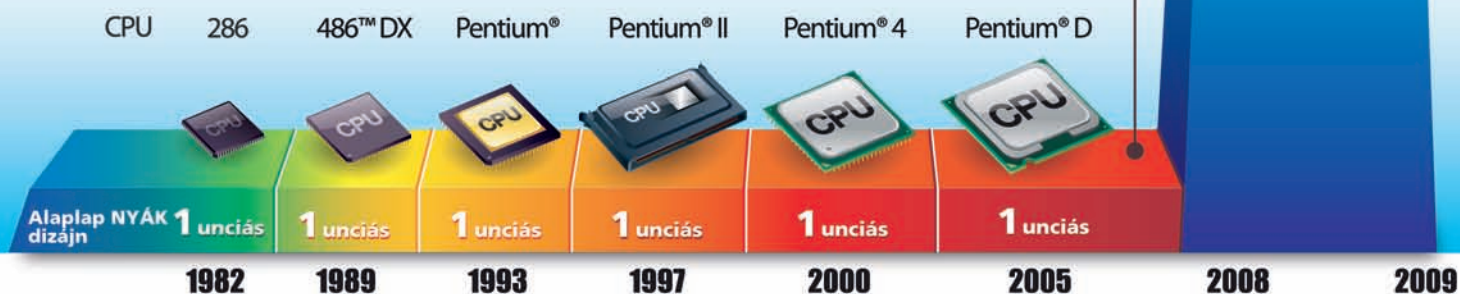 CPU 286 486™ DX Pentium® Pentium® II Pentium® 4 Pentium® D
CPU CPU CPU CPU CPU CPU
Alaplap NYÁK dizájn 1 unciás 1 unciás 1 unciás 1 unciás 1 unciás 1 unciás
1982 1989 1993 1997 2000 2005 2008 2009